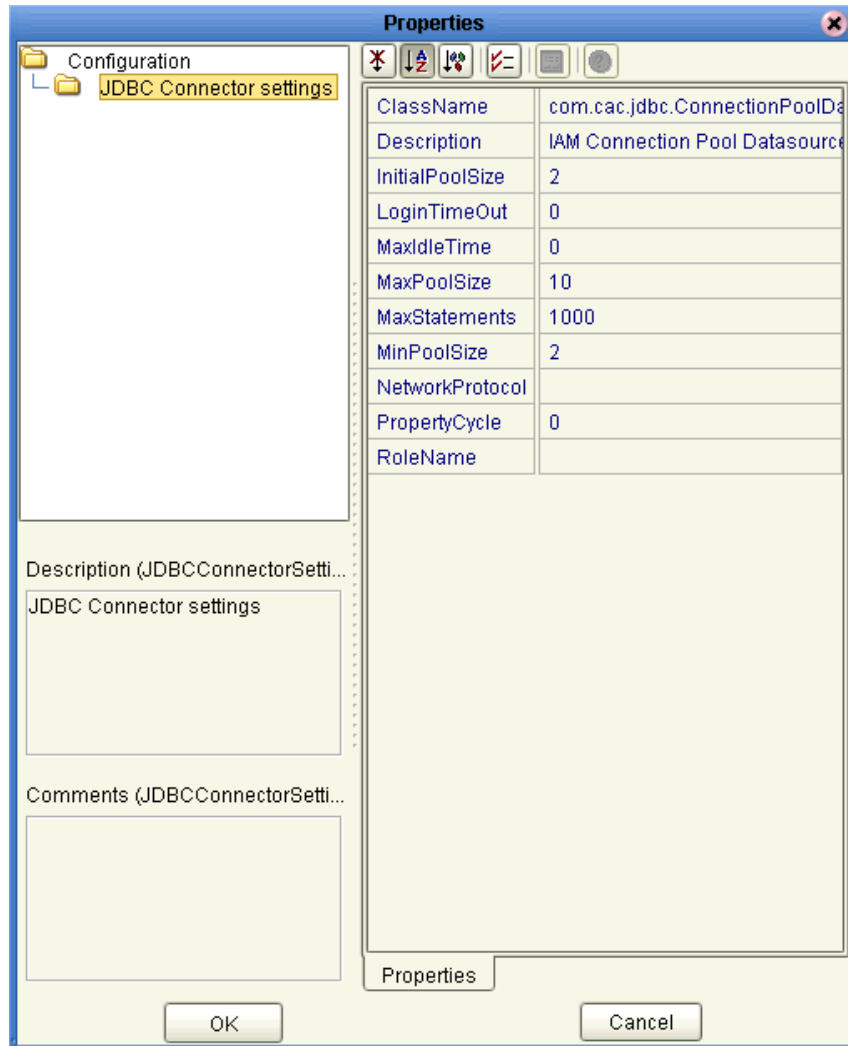 Properties
Configuration
JDBC Connector settings
ClassName com.cac.jdbc.ConnectionPoolDa
Description IAM Connection Pool Datasource
InitialPoolSize 2
LoginTimeOut 0
MaxIdleTime 0
MaxPoolSize 10
MaxStatements 1000
MinPoolSize 2
NetworkProtocol
PropertyCycle 0
RoleName
Description (JDBCConnectorSetti...
JDBC Connector settings
Comments (JDBCConnectorSetti...
Properties
OK Cancel